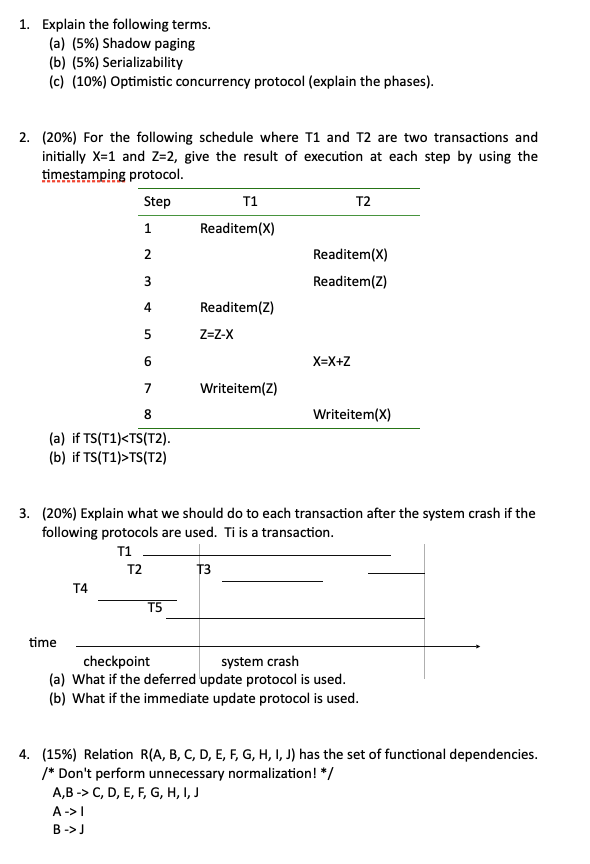 1. Explain the following terms.
(a) (5%) Shadow paging
(b) (5%) Serializability
(c) (10%) Optimistic concurrency protocol (explain the phases).
2. (20%) For the following schedule where T1 and T2 are two transactions and
initially X=1 and Z=2, give the result of execution at each step by using the
timestamping protocol.
Step T1 T2
1 Readitem(X)
2 Readitem(X)
3 Readitem(Z)
4 Readitem(Z)
5 Z=Z-X
6 X=X+Z
7 Writeitem(Z)
8 Writeitem(X)
(a) if TS(T1)<TS(T2).
(b) if TS(T1)>TS(T2)
3. (20%) Explain what we should do to each transaction after the system crash if the
following protocols are used. Ti is a transaction.
T1
T2 T3
T4
T5
time
checkpoint system crash
(a) What if the deferred update protocol is used.
(b) What if the immediate update protocol is used.
4. (15%) Relation R(A, B, C, D, E, F, G, H, I, J) has the set of functional dependencies.
/* Don't perform unnecessary normalization! */
A,B -> C, D, E, F, G, H, I, J
A -> I
B -> J